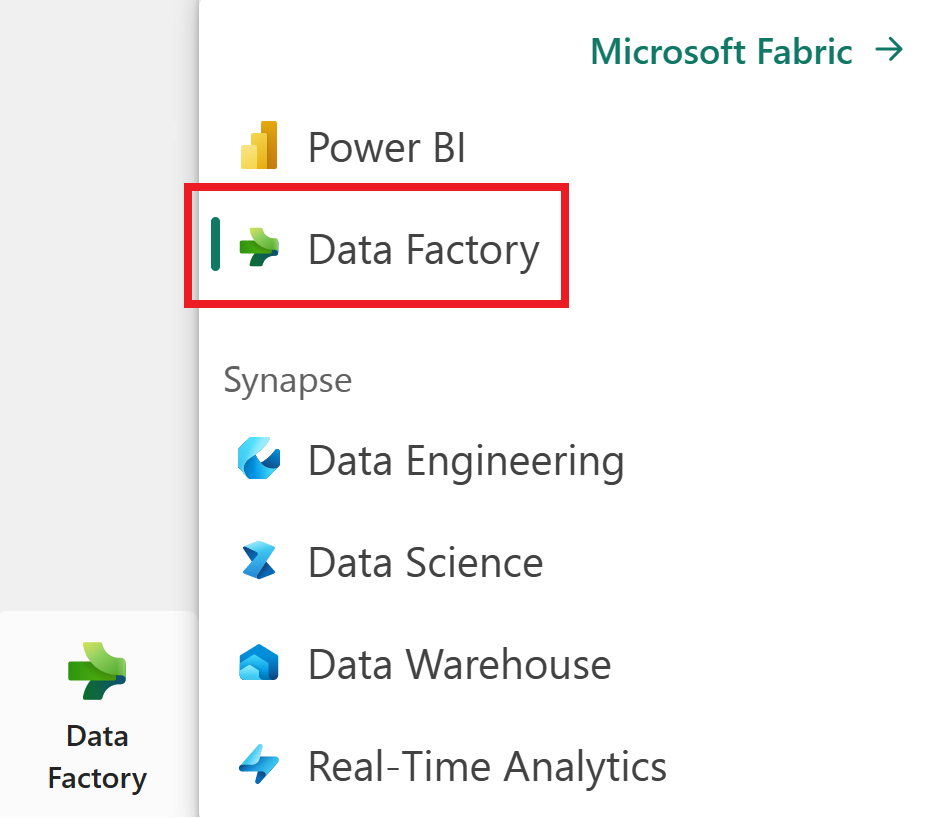 Microsoft Fabric →
Power BI
Data Factory
Synapse
Data Engineering
Data Science
Data Warehouse
Real-Time Analytics
Data
Factory